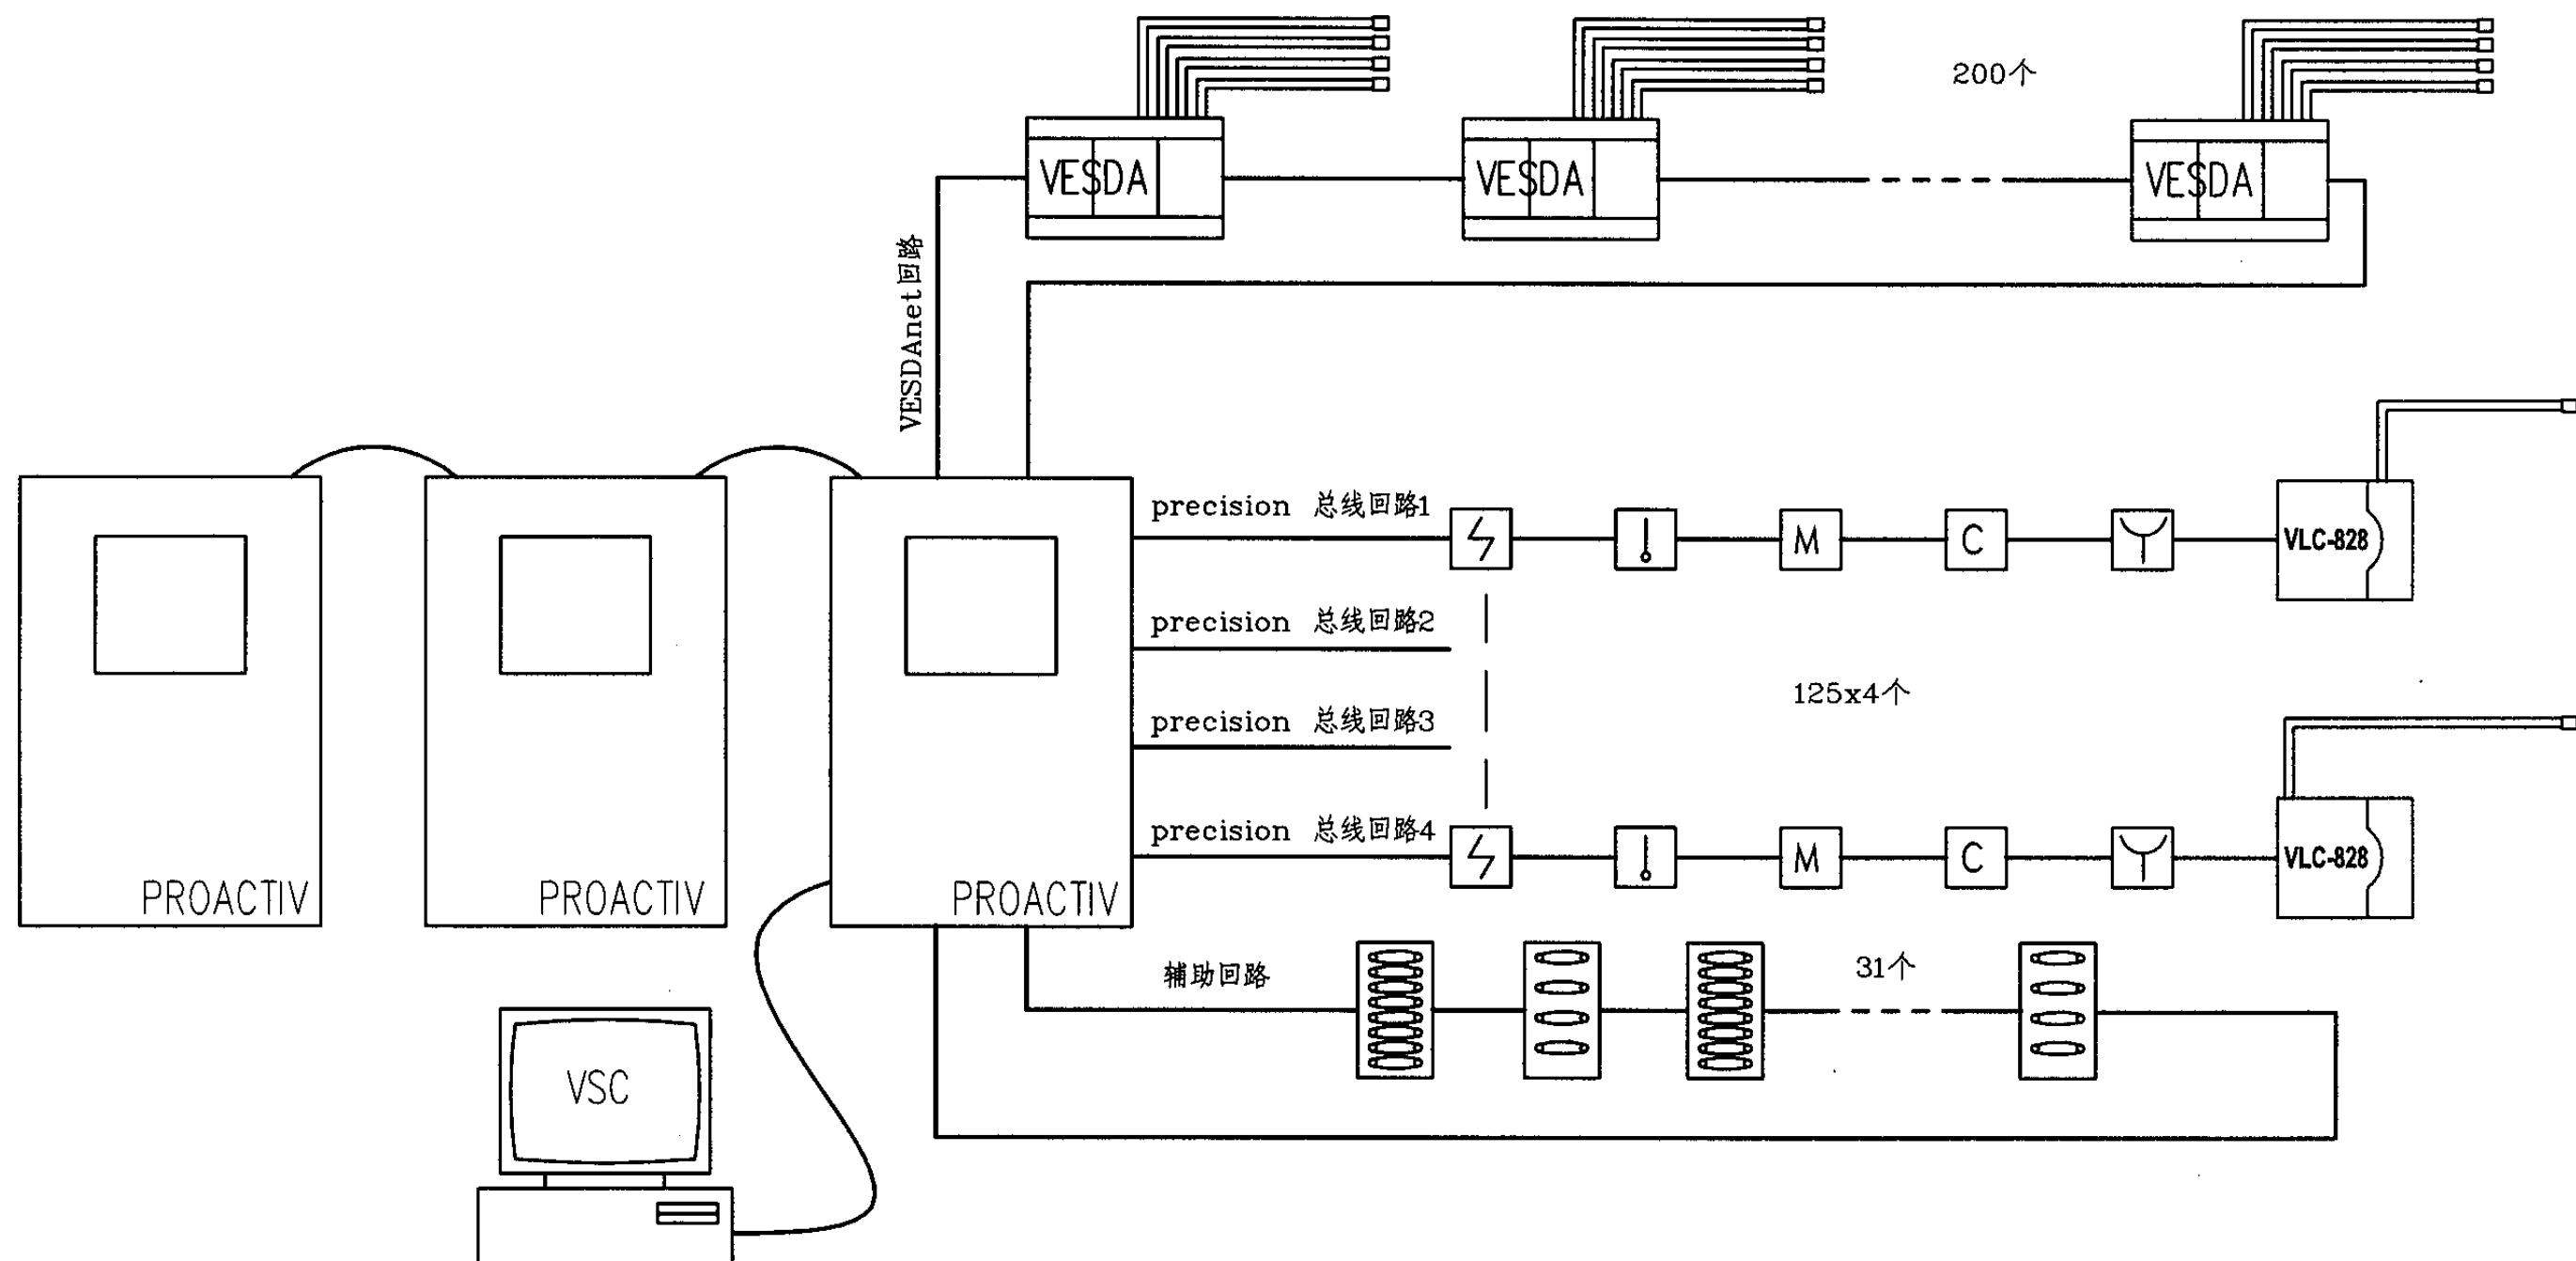 200个
VESDA
VESDA
VESDA
VESDAnet回路
precision 总线回路1
M
C
VLC-828
precision 总线回路2
125x4个
precision 总线回路3
precision 总线回路4
M
C
VLC-828
PROACTIV
PROACTIV
PROACTIV
辅助回路
31个
VSC